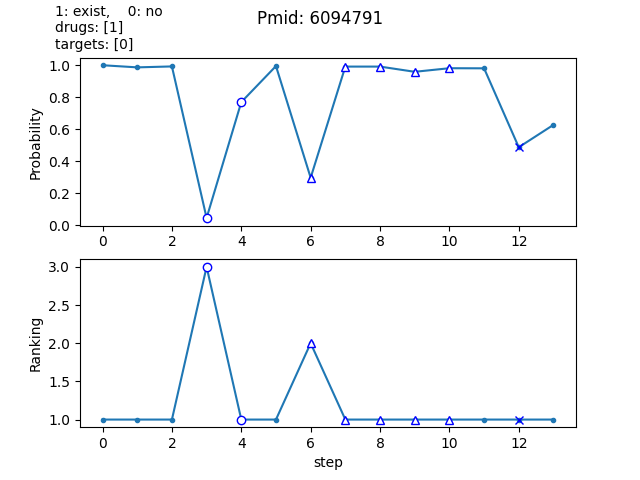 1: exist,    0: no
drugs: [1]
targets: [0]
Pmid: 6094791
Probability
1.0
0.8
0.6
0.4
0.2
0.0
0 2 4 6 8 10 12
Ranking
3.0
2.5
2.0
1.5
1.0
0 2 4 6 8 10 12
step